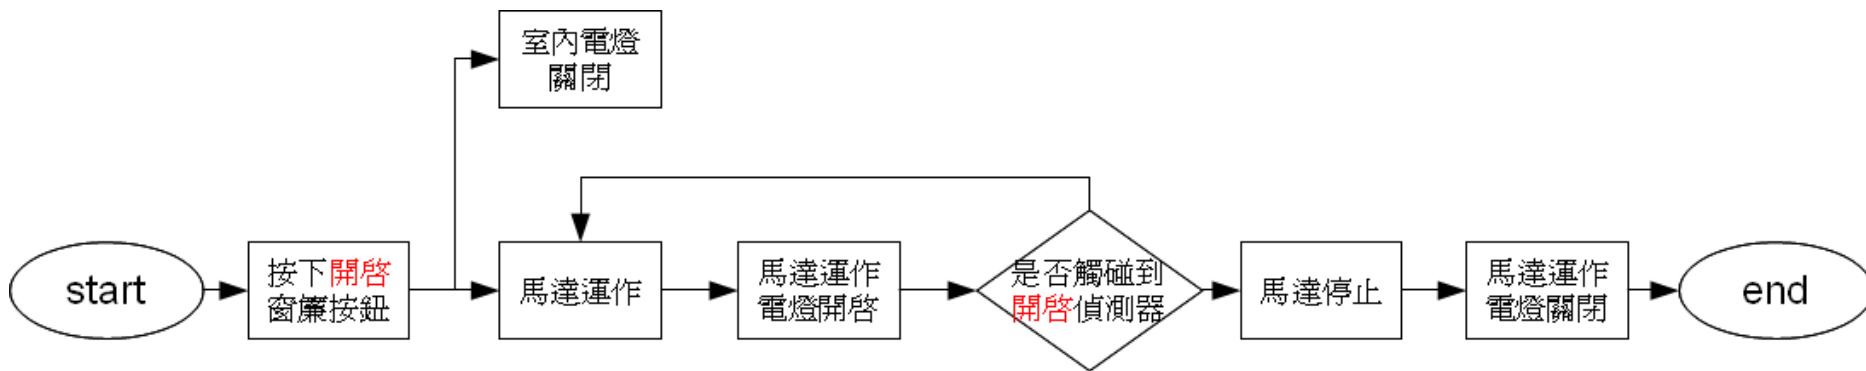 室內電燈
關閉
start
按下開啓
窗簾按鈕
馬達運作
馬達運作
電燈開啓
是否觸碰到
開啓偵測器
馬達停止
馬達運作
電燈關閉
end